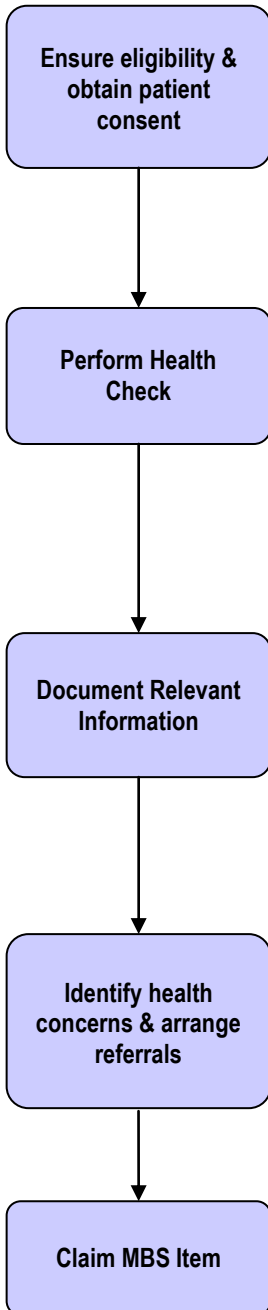 Ensure eligibility &
obtain patient
consent
Perform Health
Check
Document Relevant
Information
Identify health
concerns & arrange
referrals
Claim MBS Item